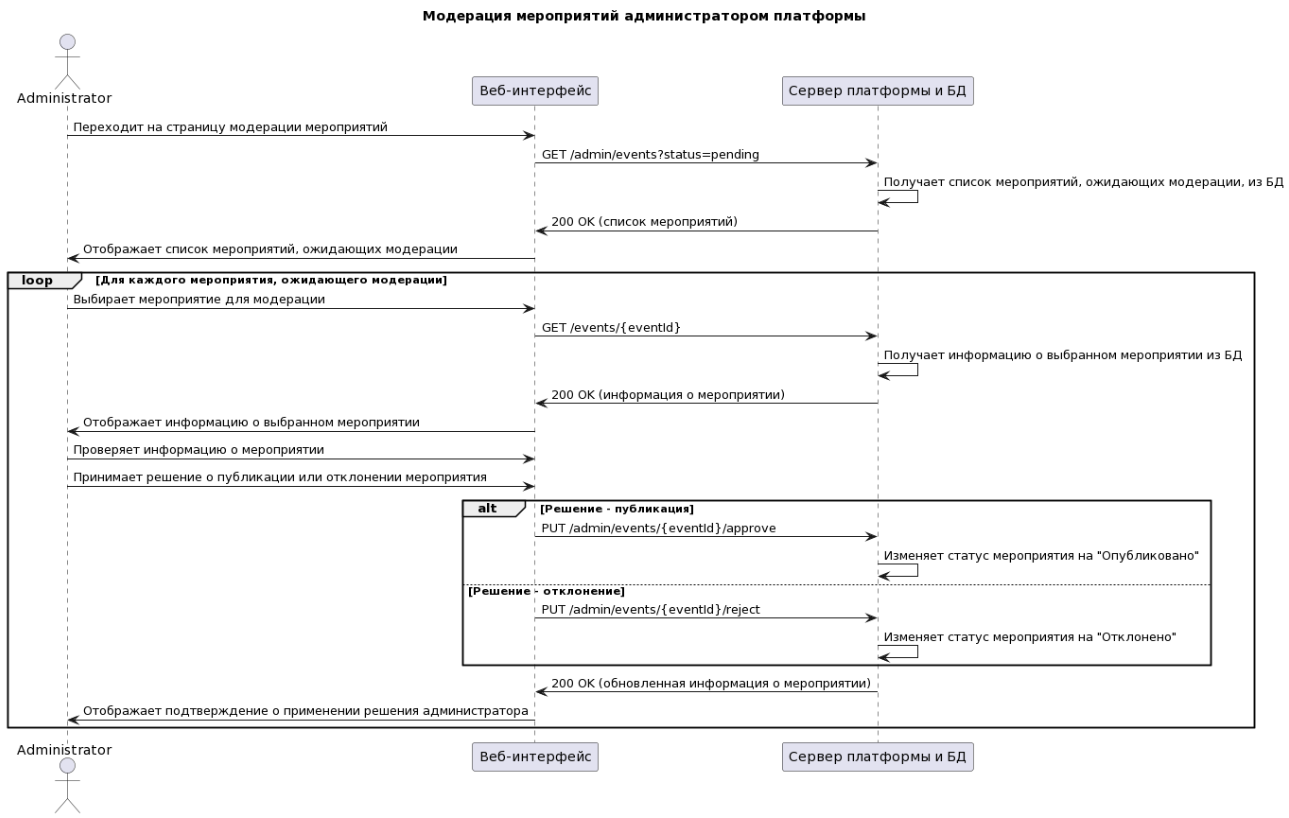 Модерация мероприятий администратором платформы
Administrator
Веб-интерфейс
Сервер платформы и БД
Переходит на страницу модерации мероприятий
GET /admin/events?status=pending
Получает список мероприятий, ожидающих модерации, из БД
200 OK (список мероприятий)
Отображает список мероприятий, ожидающих модерации
loop [Для каждого мероприятия, ожидающего модерации]
Выбирает мероприятие для модерации
GET /events/{eventId}
Получает информацию о выбранном мероприятии из БД
200 OK (информация о мероприятии)
Отображает информацию о выбранном мероприятии
Проверяет информацию о мероприятии
Принимает решение о публикации или отклонении мероприятия
alt [Решение - публикация]
PUT /admin/events/{eventId}/approve
Изменяет статус мероприятия на "Опубликовано"
[Решение - отклонение]
PUT /admin/events/{eventId}/reject
Изменяет статус мероприятия на "Отклонено"
200 OK (обновленная информация о мероприятии)
Отображает подтверждение о применении решения администратора
Administrator
Веб-интерфейс
Сервер платформы и БД